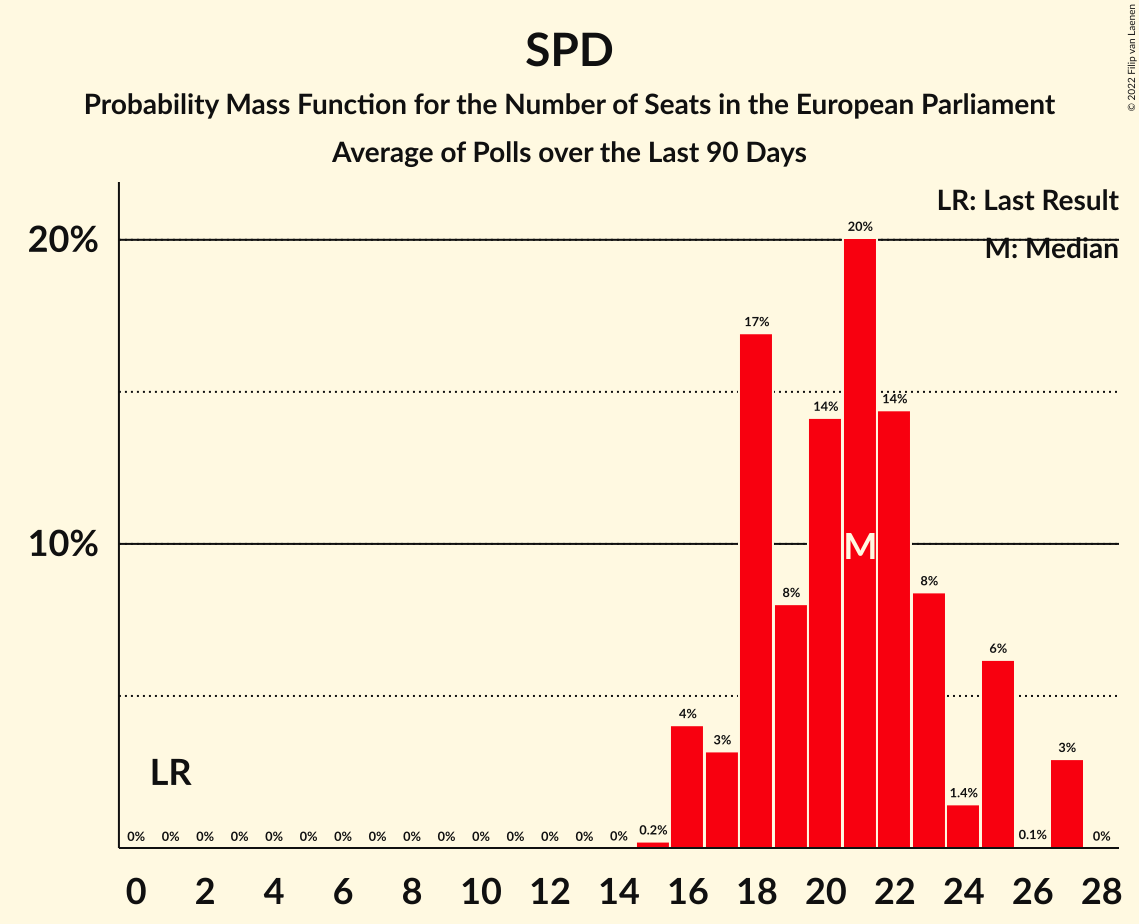 SPD
Probability Mass Function for the Number of Seats in the European Parliament
Average of Polls over the Last 90 Days
© 2022 Filip van Laenen
LR: Last Result
M: Median
20%
10%
20%
17%
14%
14%
8%
8%
6%
4%
3%
3%
1.4%
0.2%
0.1%
M
LR
0% 0% 0% 0% 0% 0% 0% 0% 0% 0% 0% 0% 0% 0% 0% 0%
0 2 4 6 8 10 12 14 16 18 20 22 24 26 28